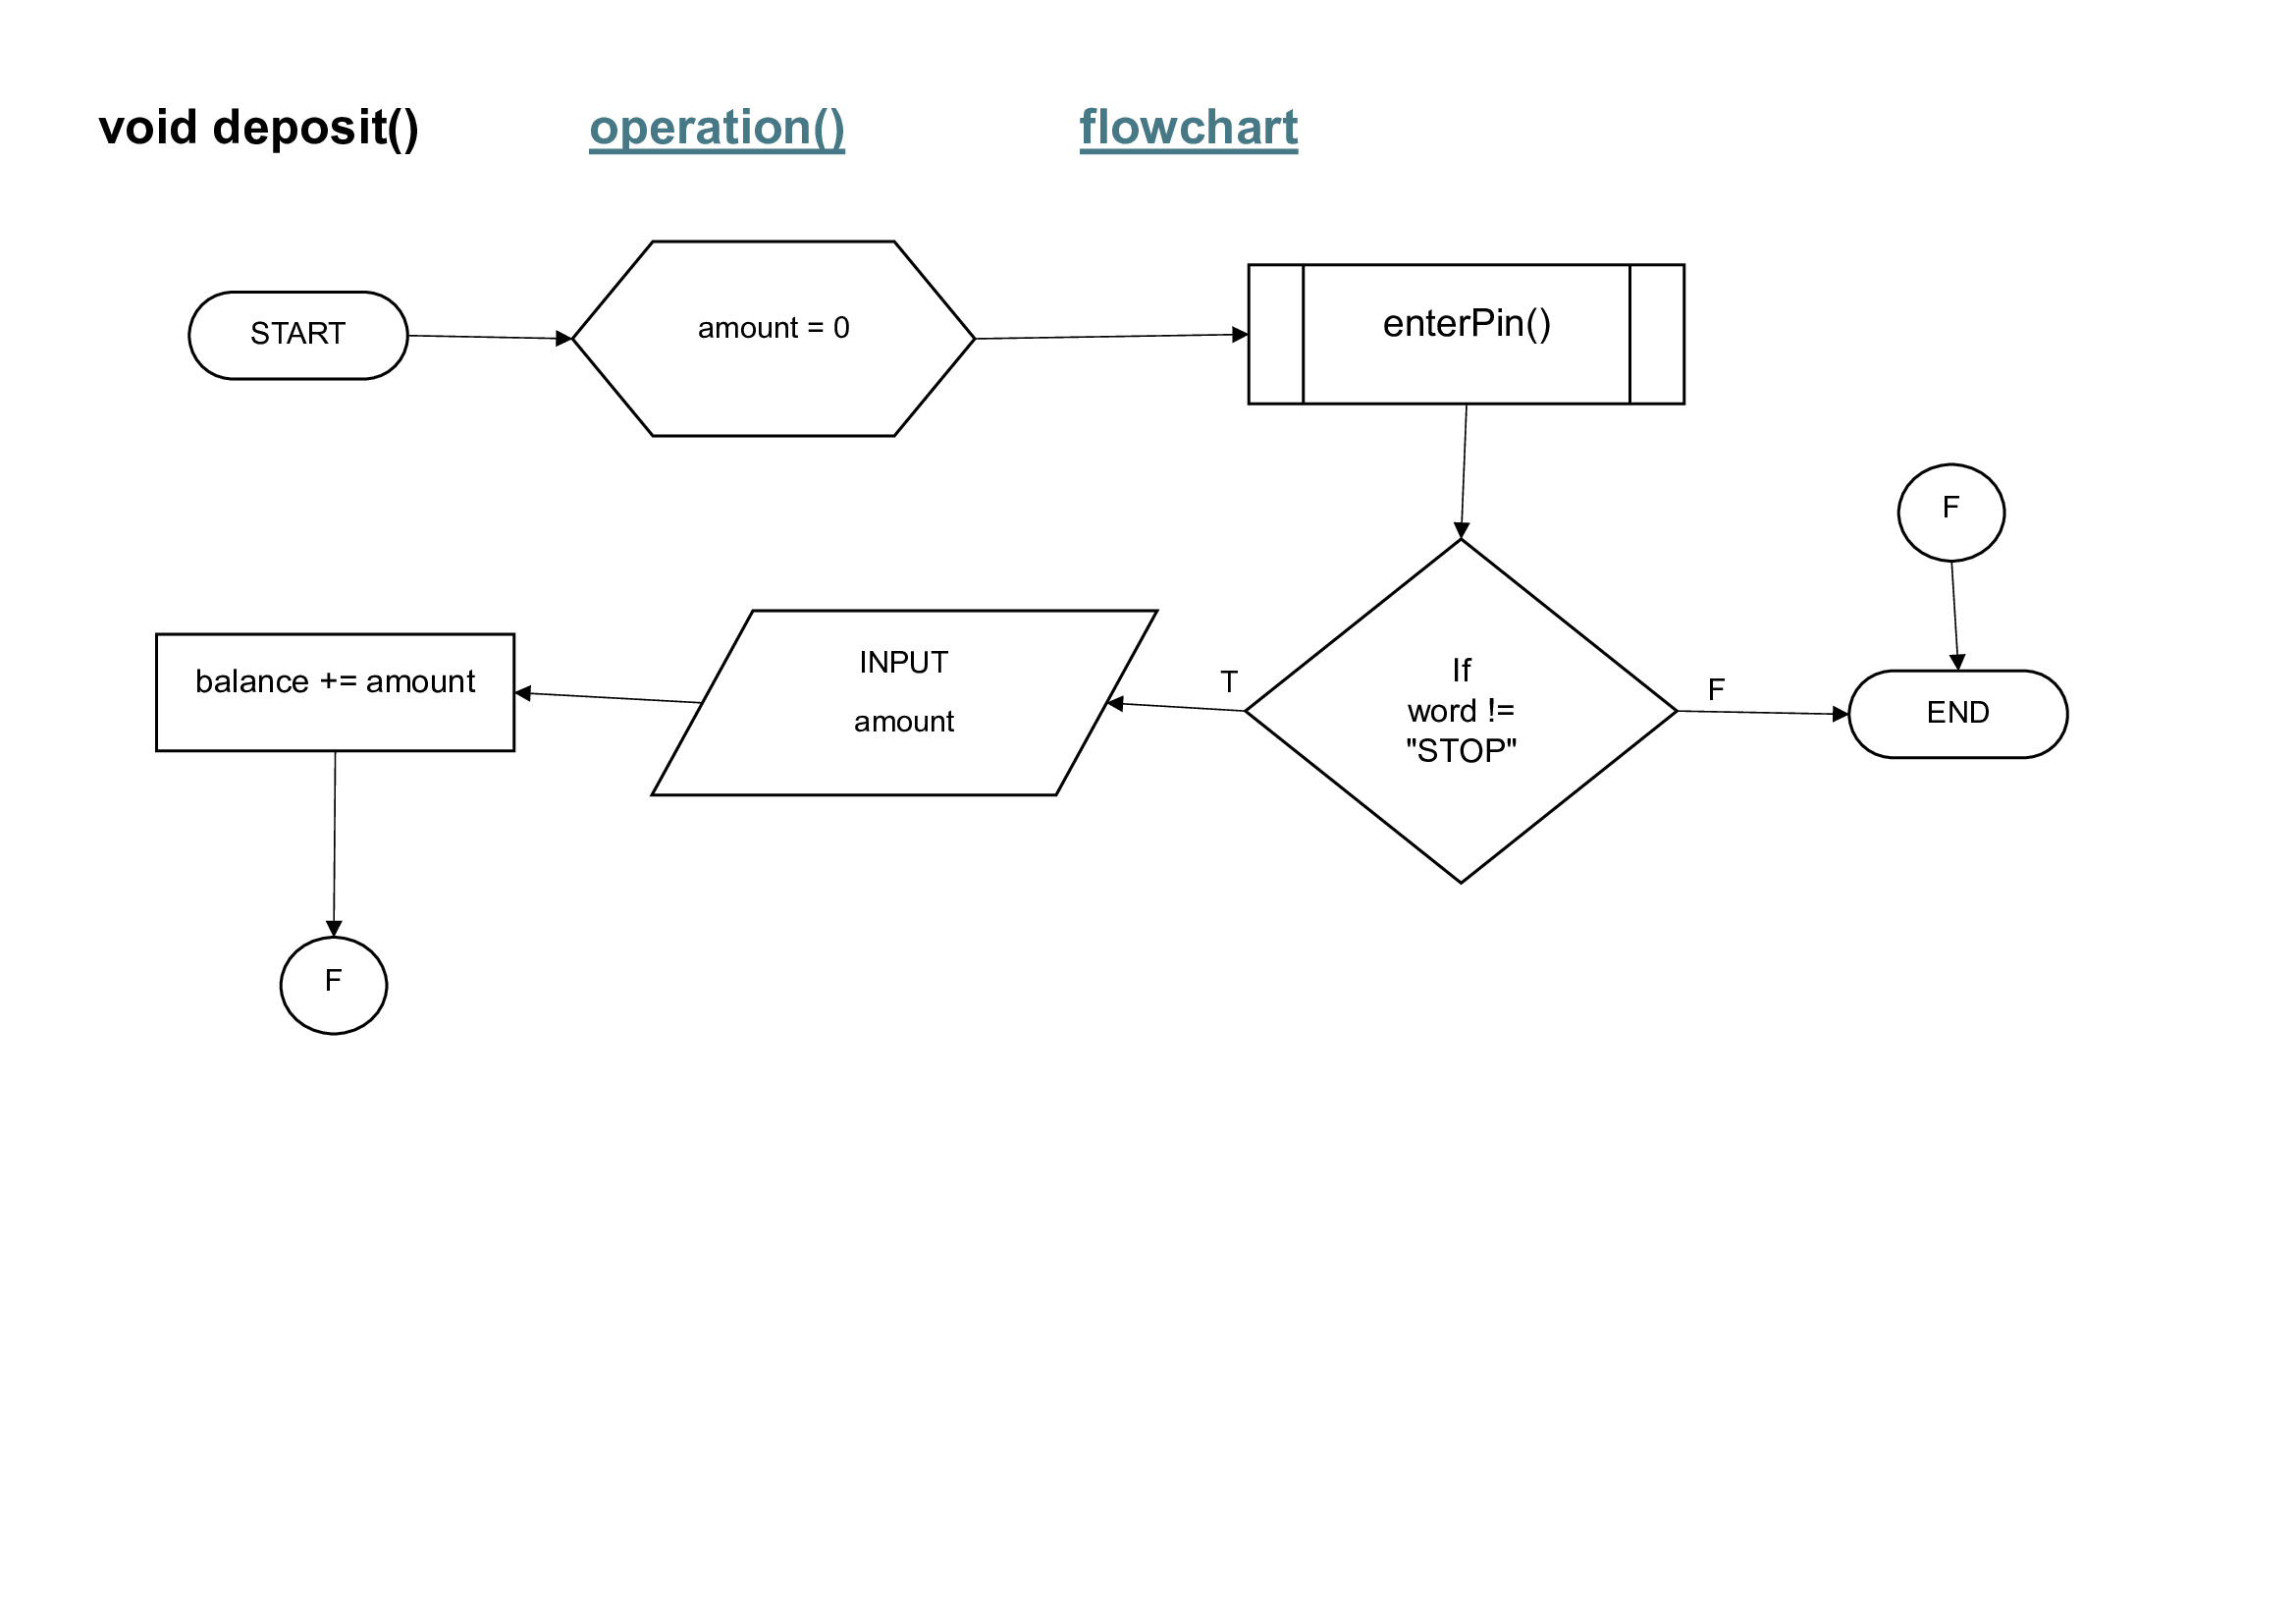 void deposit() operation() flowchart
START
amount = 0
enterPin()
F
If
word !=
"STOP"
T
F
END
INPUT
amount
balance += amount
F